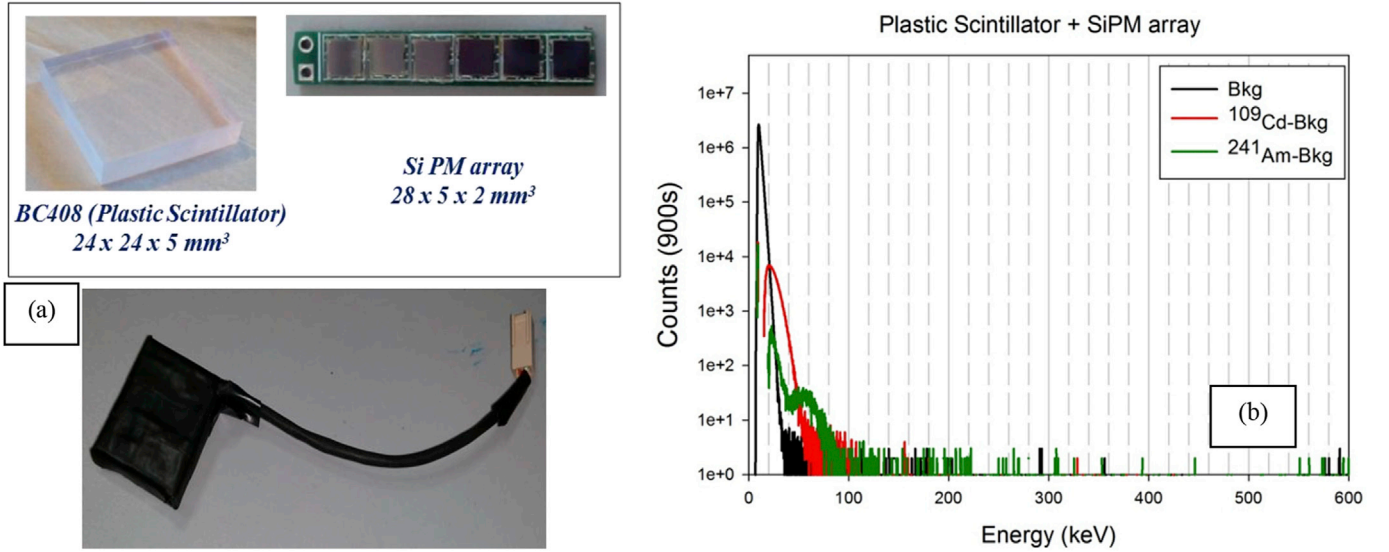 Si PM array
28 x 5 x 2 mm³
BC408 (Plastic Scintillator)
24 x 24 x 5 mm³
(a)
Plastic Scintillator + SiPM array
Bkg
¹⁰⁹Cd-Bkg
²⁴¹Am-Bkg
Counts (900s)
1e+7
1e+6
1e+5
1e+4
1e+3
1e+2
1e+1
1e+0
(b)
0 100 200 300 400 500 600
Energy (keV)